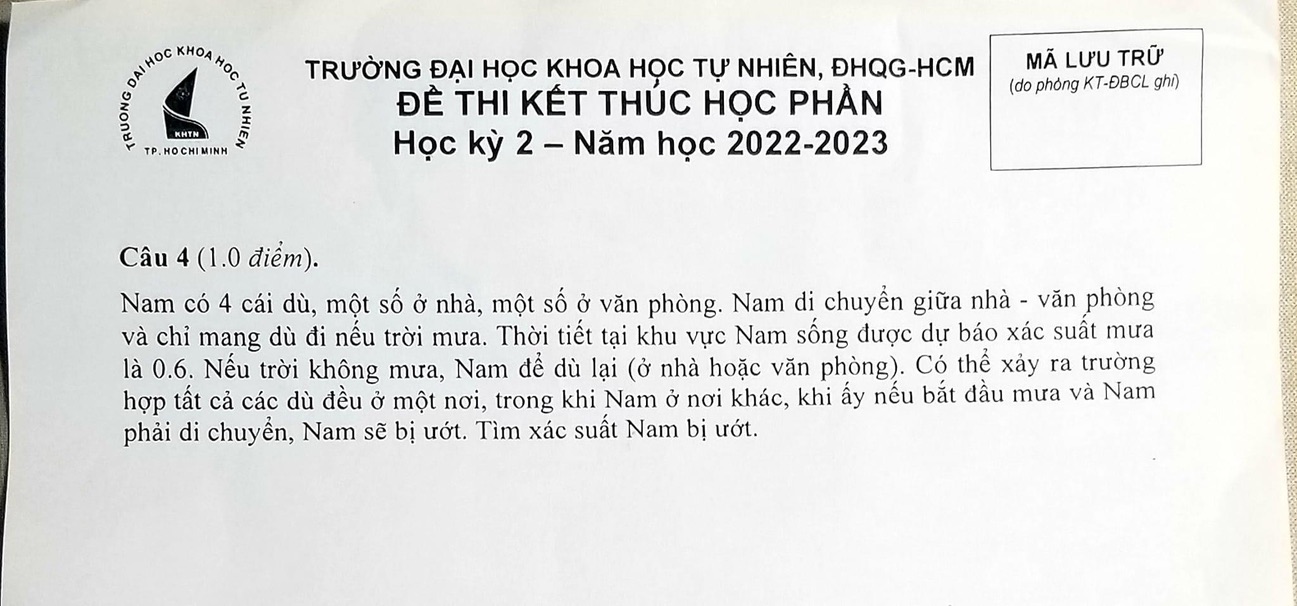 TRƯỜNG ĐẠI HỌC KHOA HỌC TỰ NHIÊN
KHTN
TP. HO CHI MINH
TRƯỜNG ĐẠI HỌC KHOA HỌC TỰ NHIÊN, ĐHQG-HCM
ĐỀ THI KẾT THÚC HỌC PHẦN
Học kỳ 2 – Năm học 2022-2023
MÃ LƯU TRỮ
(do phòng KT-ĐBCL ghi)
Câu 4 (1.0 điểm).
Nam có 4 cái dù, một số ở nhà, một số ở văn phòng. Nam di chuyển giữa nhà - văn phòng
và chỉ mang dù đi nếu trời mưa. Thời tiết tại khu vực Nam sống được dự báo xác suất mưa
là 0.6. Nếu trời không mưa, Nam để dù lại (ở nhà hoặc văn phòng). Có thể xảy ra trường
hợp tất cả các dù đều ở một nơi, trong khi Nam ở nơi khác, khi ấy nếu bắt đầu mưa và Nam
phải di chuyển, Nam sẽ bị ướt. Tìm xác suất Nam bị ướt.